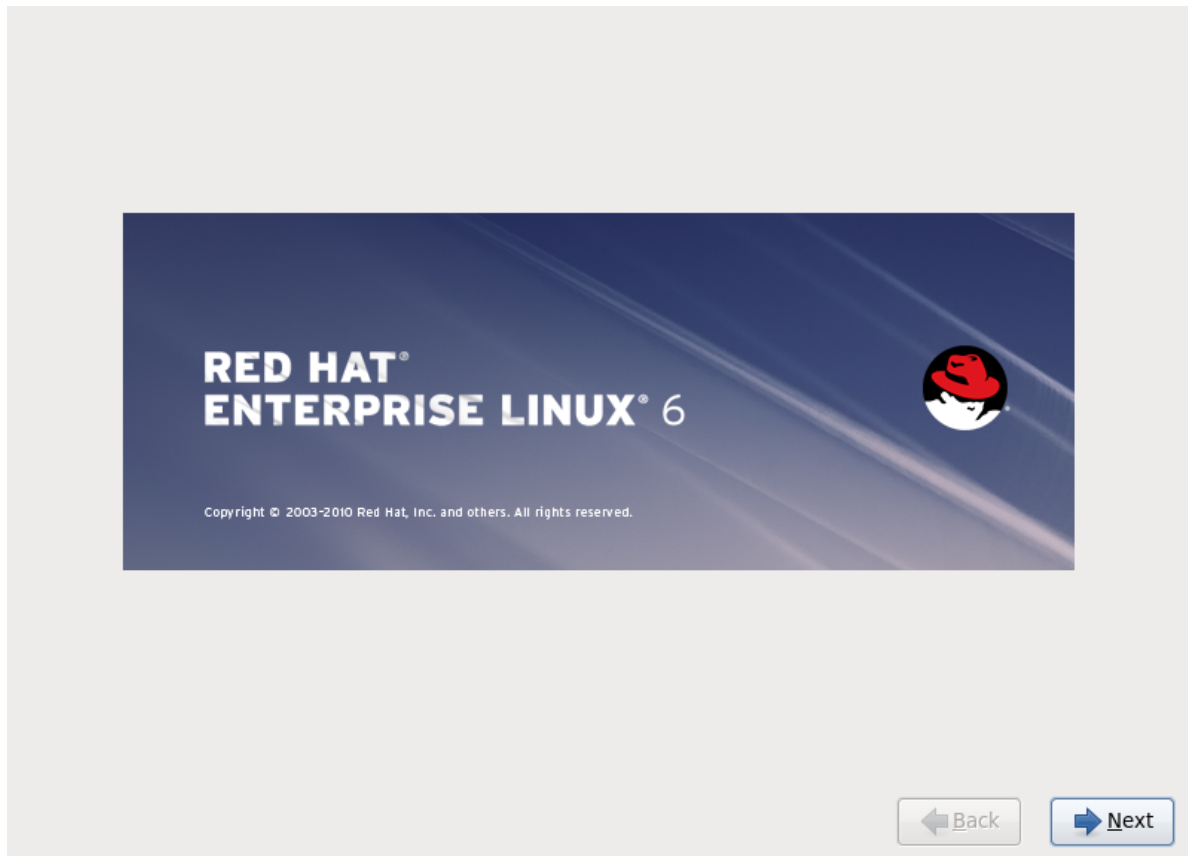 RED HAT®
ENTERPRISE LINUX® 6
Copyright © 2003-2010 Red Hat, Inc. and others. All rights reserved.
Back
Next